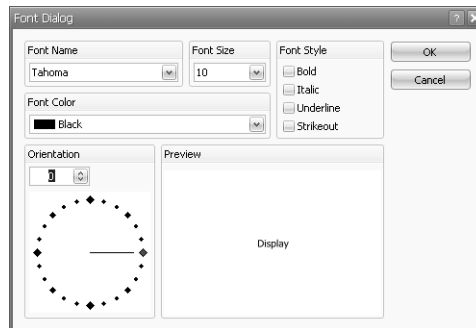 Font Dialog
Font Name
Font Size
Font Style
OK
Tahoma
10
Bold
Cancel
Italic
Font Color
Underline
Black
Strikeout
Orientation
Preview
0
Display